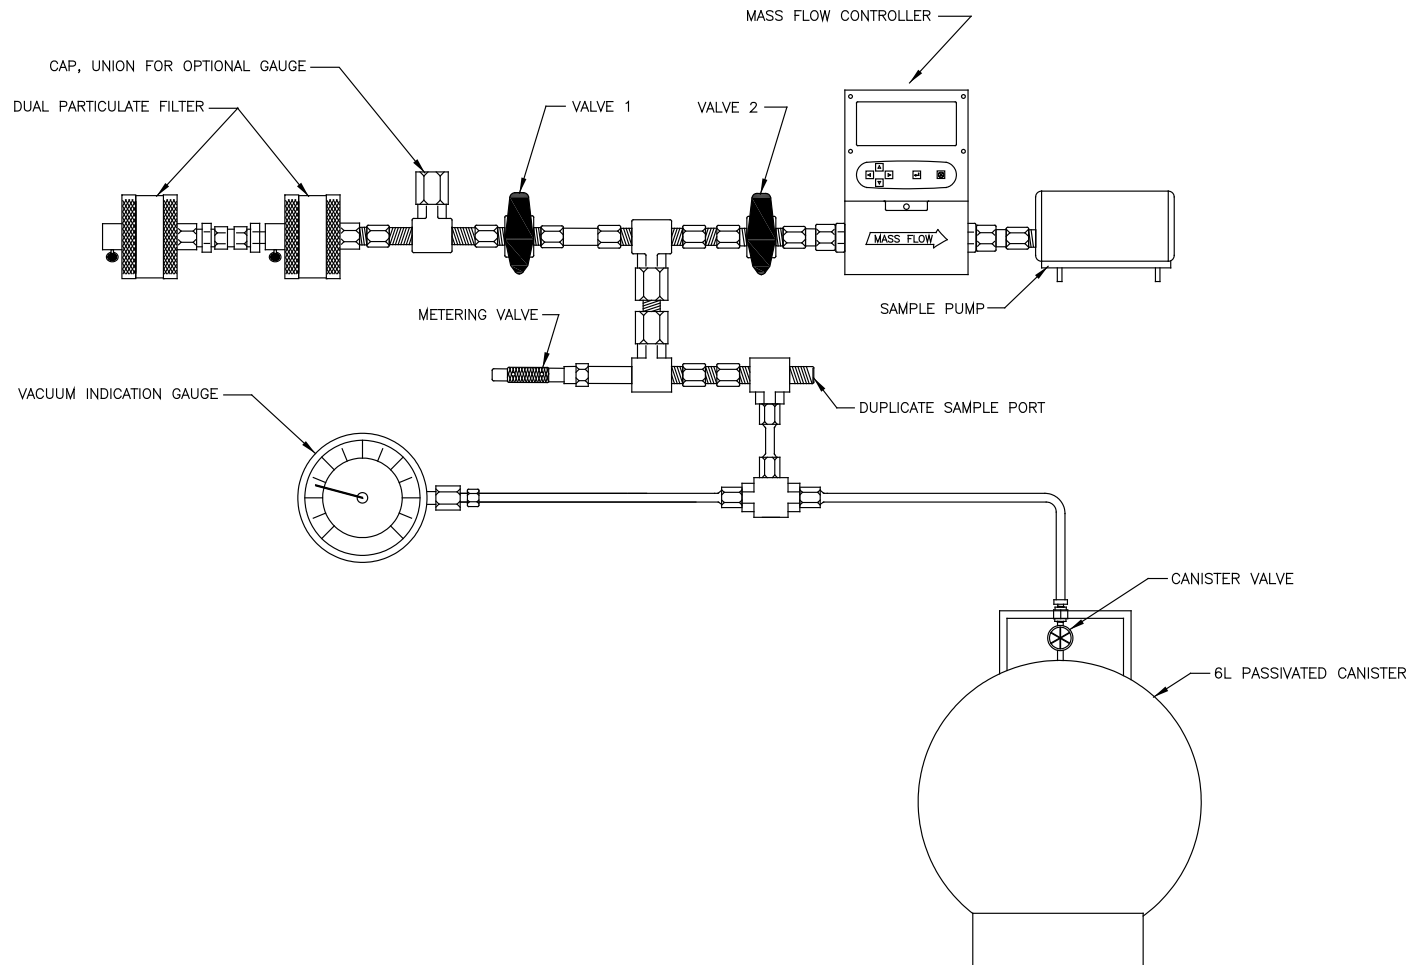 MASS FLOW CONTROLLER
CAP, UNION FOR OPTIONAL GAUGE
DUAL PARTICULATE FILTER
VALVE 1
VALVE 2
MASS FLOW
METERING VALVE
SAMPLE PUMP
VACUUM INDICATION GAUGE
DUPLICATE SAMPLE PORT
CANISTER VALVE
6L PASSIVATED CANISTER